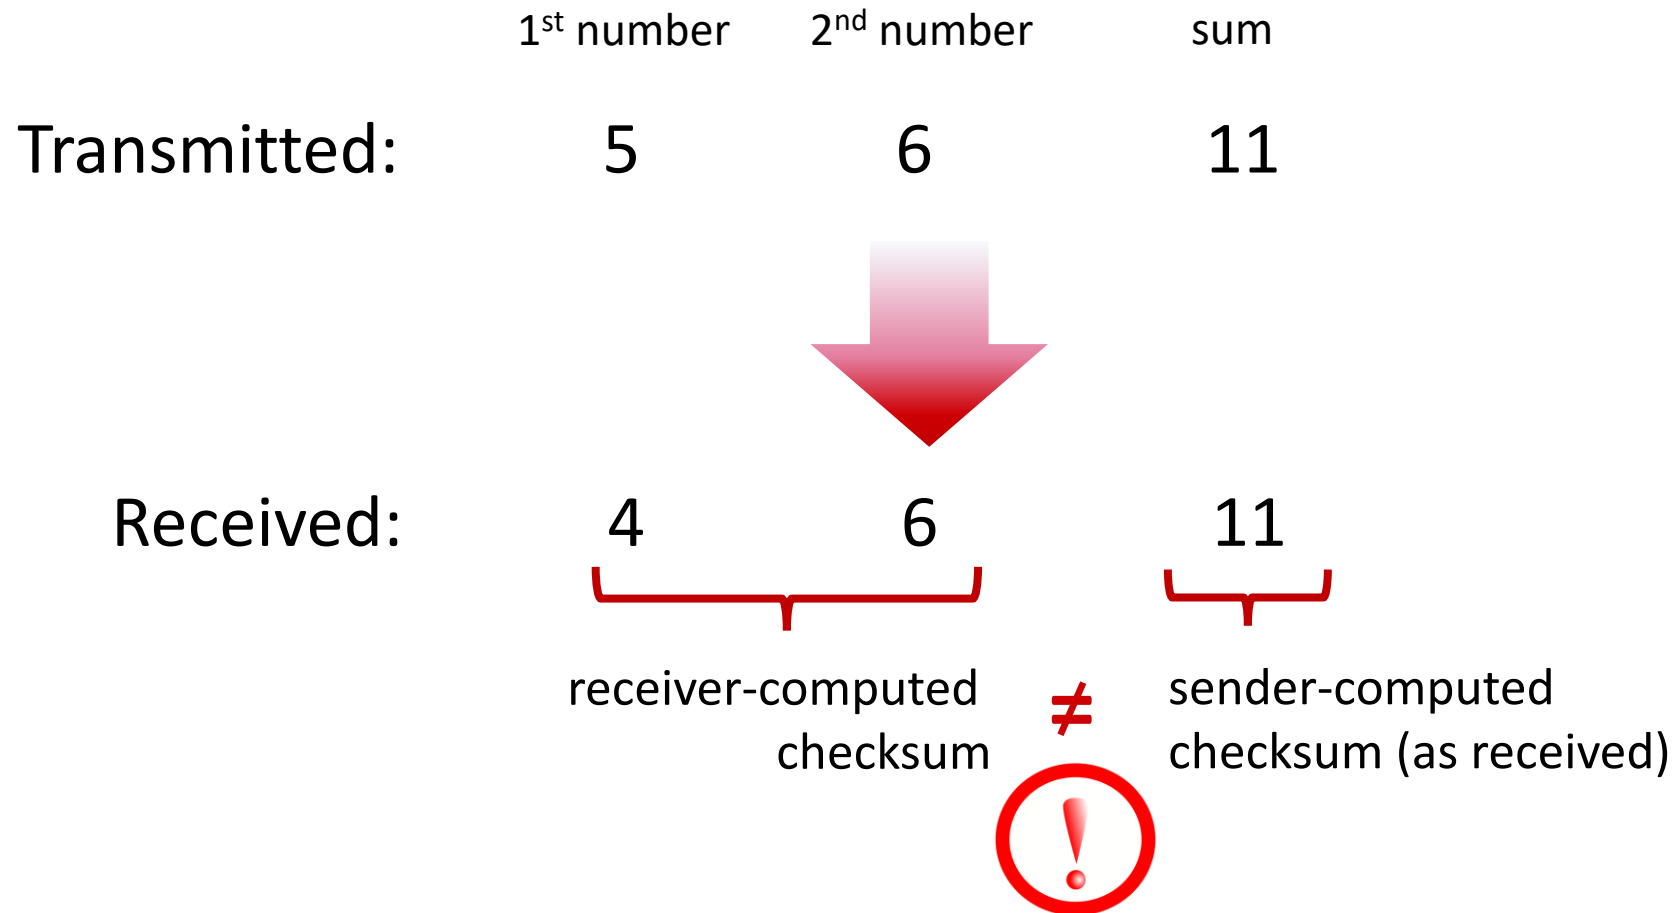 1st number 2nd number sum
Transmitted: 5 6 11
Received: 4 6 11
receiver-computed ≠ sender-computed
checksum checksum (as received)
!